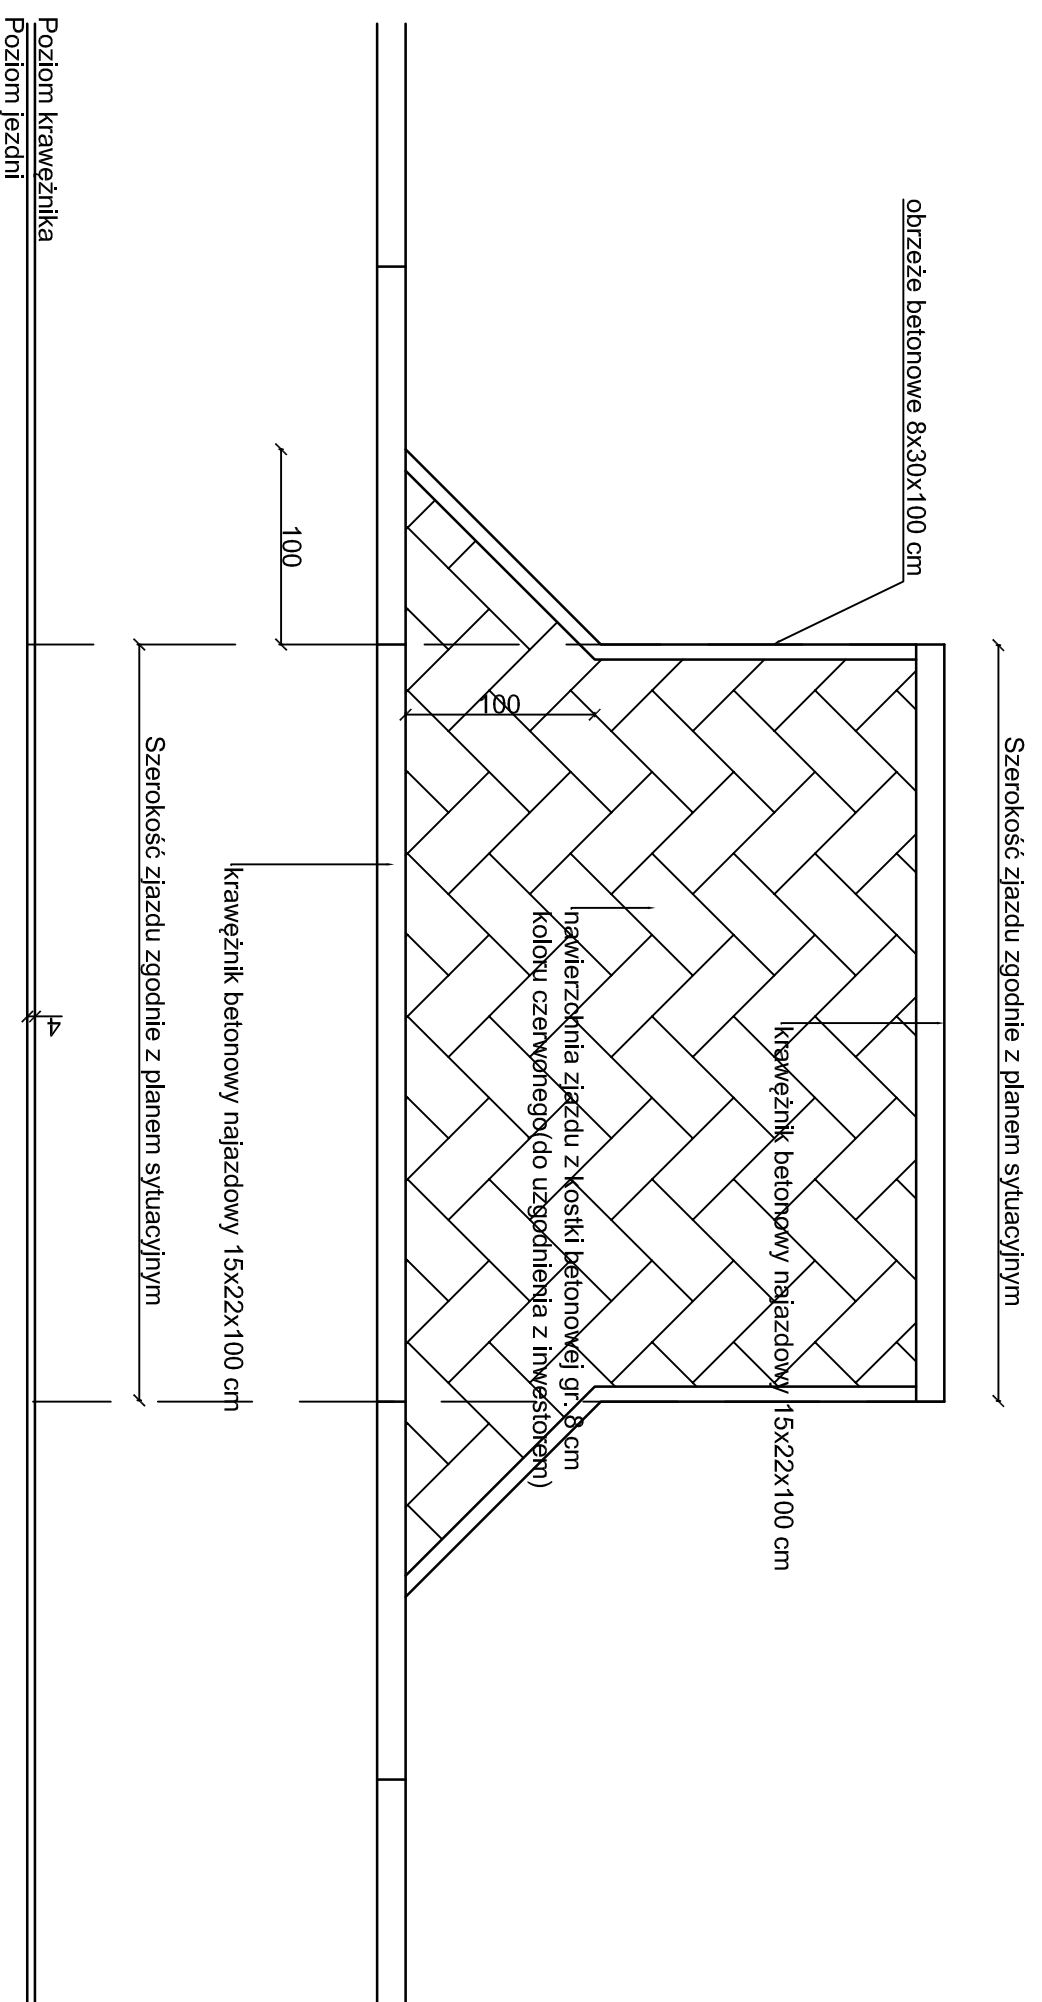 Szerokość zjazdu zgodnie z planem sytuacyjnym
obrzeże betonowe 8x30x100 cm
krawężnik betonowy najazdowy 15x22x100 cm
nawierzchnia zjazdu z kostki betonowej gr. 8 cm
koloru czerwonego(do uzgodnienia z inwestorem)
100
100
krawężnik betonowy najazdowy 15x22x100 cm
Szerokość zjazdu zgodnie z planem sytuacyjnym
4
Poziom krawężnika
Poziom jezdni